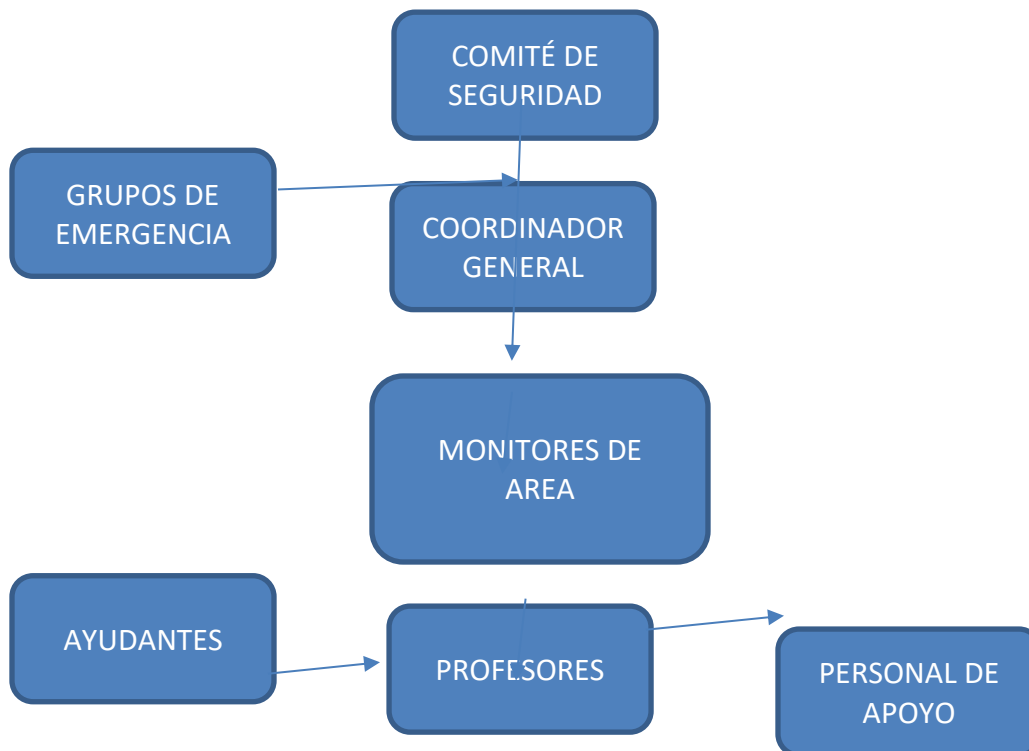 COMITÉ DE
SEGURIDAD
GRUPOS DE
EMERGENCIA
COORDINADOR
GENERAL
MONITORES DE
AREA
AYUDANTES
PROFESORES
PERSONAL DE
APOYO